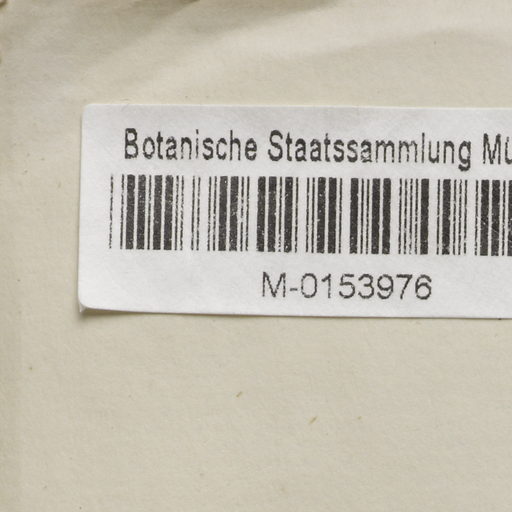 Botanische Staatssammlung Mü
M-0153976